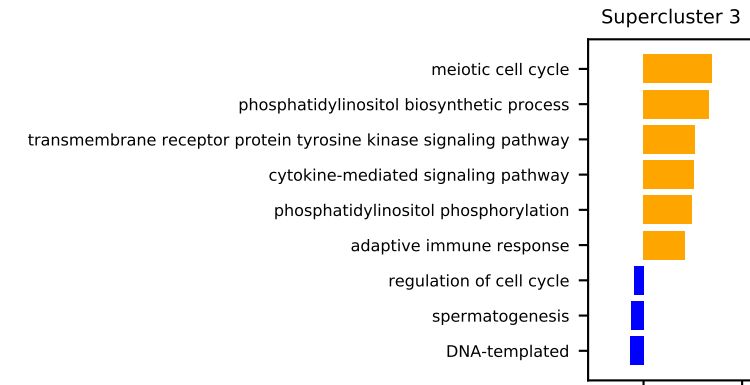 Supercluster 3
meiotic cell cycle
phosphatidylinositol biosynthetic process
transmembrane receptor protein tyrosine kinase signaling pathway
cytokine-mediated signaling pathway
phosphatidylinositol phosphorylation
adaptive immune response
regulation of cell cycle
spermatogenesis
DNA-templated